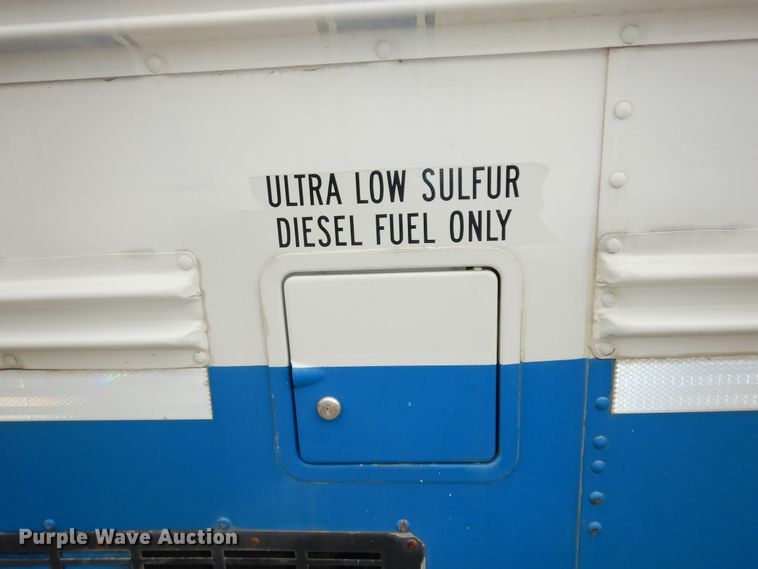 ULTRA LOW SULFUR
DIESEL FUEL ONLY
Purple Wave Auction